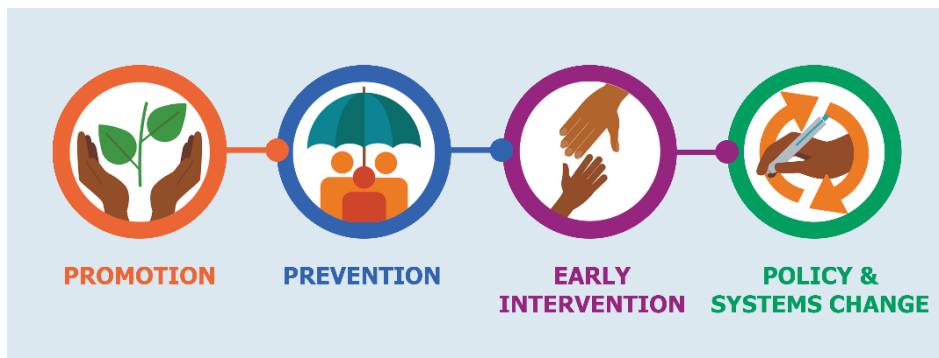 PROMOTION
PREVENTION
EARLY
INTERVENTION
POLICY &
SYSTEMS CHANGE